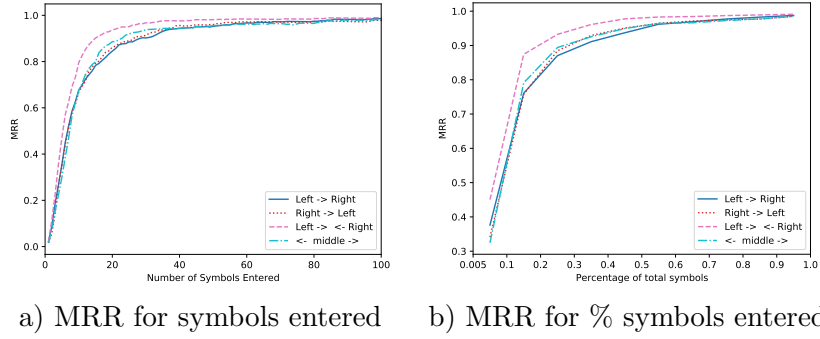 1.0
0.8
0.6
0.4
0.2
0.0
MRR
0 20 40 60 80 100
Number of Symbols Entered
Left -> Right
Right -> Left
Left -> <- Right
<- middle ->
1.0
0.9
0.8
0.7
0.6
0.5
0.4
0.3
MRR
0.005 0.1 0.2 0.3 0.4 0.5 0.6 0.7 0.8 0.9 1.0
Percentage of total symbols
Left -> Right
Right -> Left
Left -> <- Right
<- middle ->
a) MRR for symbols entered
b) MRR for % symbols entered